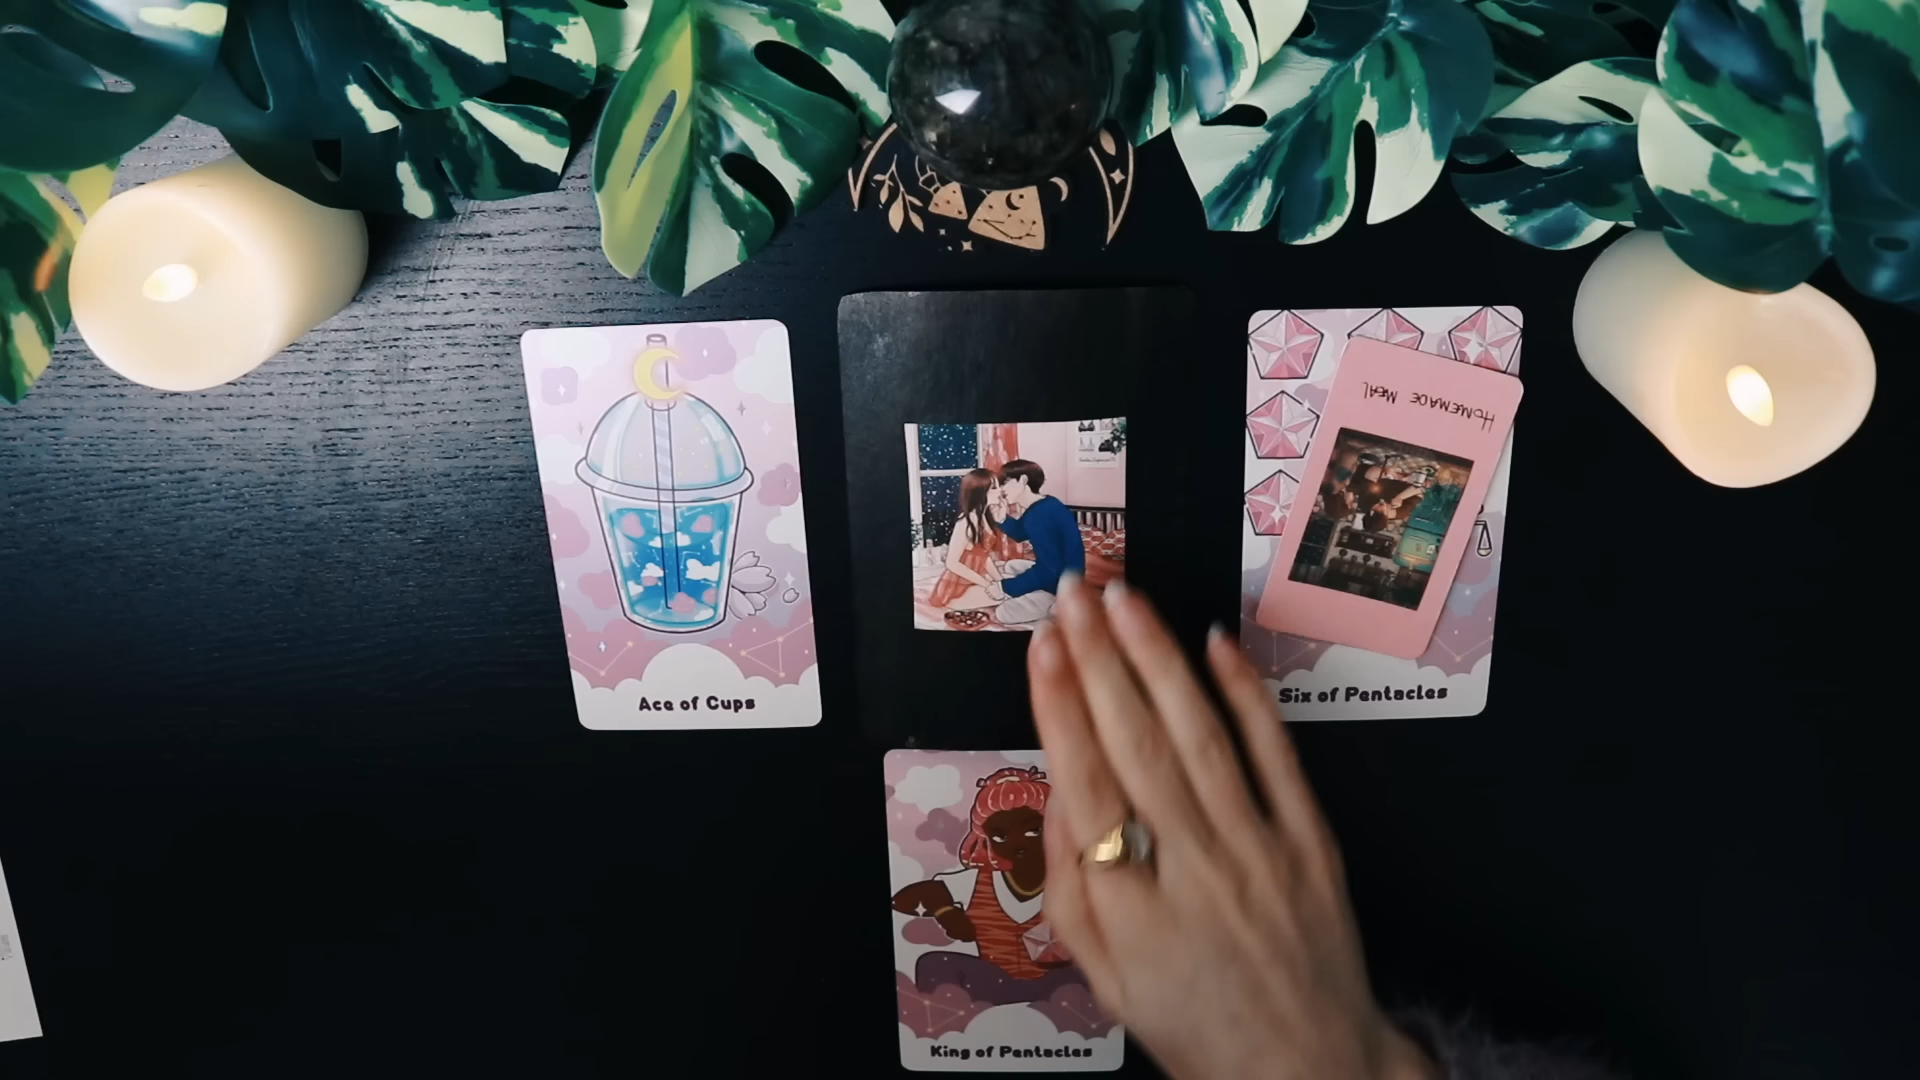 HOMEMADE MEAL
Ace of Cups
Six of Pentacles
King of Pentacles